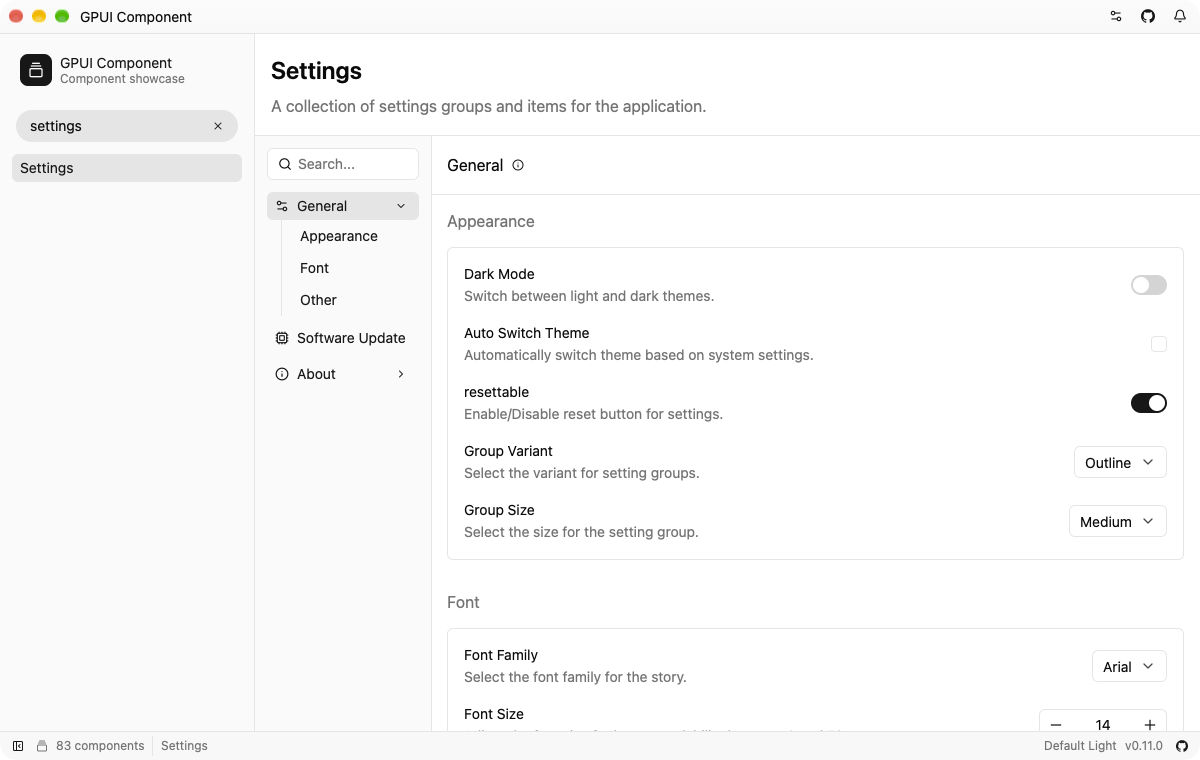 GPUI Component
GPUI Component
Component showcase
settings
Settings
Settings
A collection of settings groups and items for the application.
Search...
General
Appearance
Font
Other
Software Update
About
General
Appearance
Dark Mode
Switch between light and dark themes.
Auto Switch Theme
Automatically switch theme based on system settings.
resettable
Enable/Disable reset button for settings.
Group Variant
Select the variant for setting groups.
Outline
Group Size
Select the size for the setting group.
Medium
Font
Font Family
Select the font family for the story.
Arial
Font Size
14
83 components
Settings
Default Light
v0.11.0